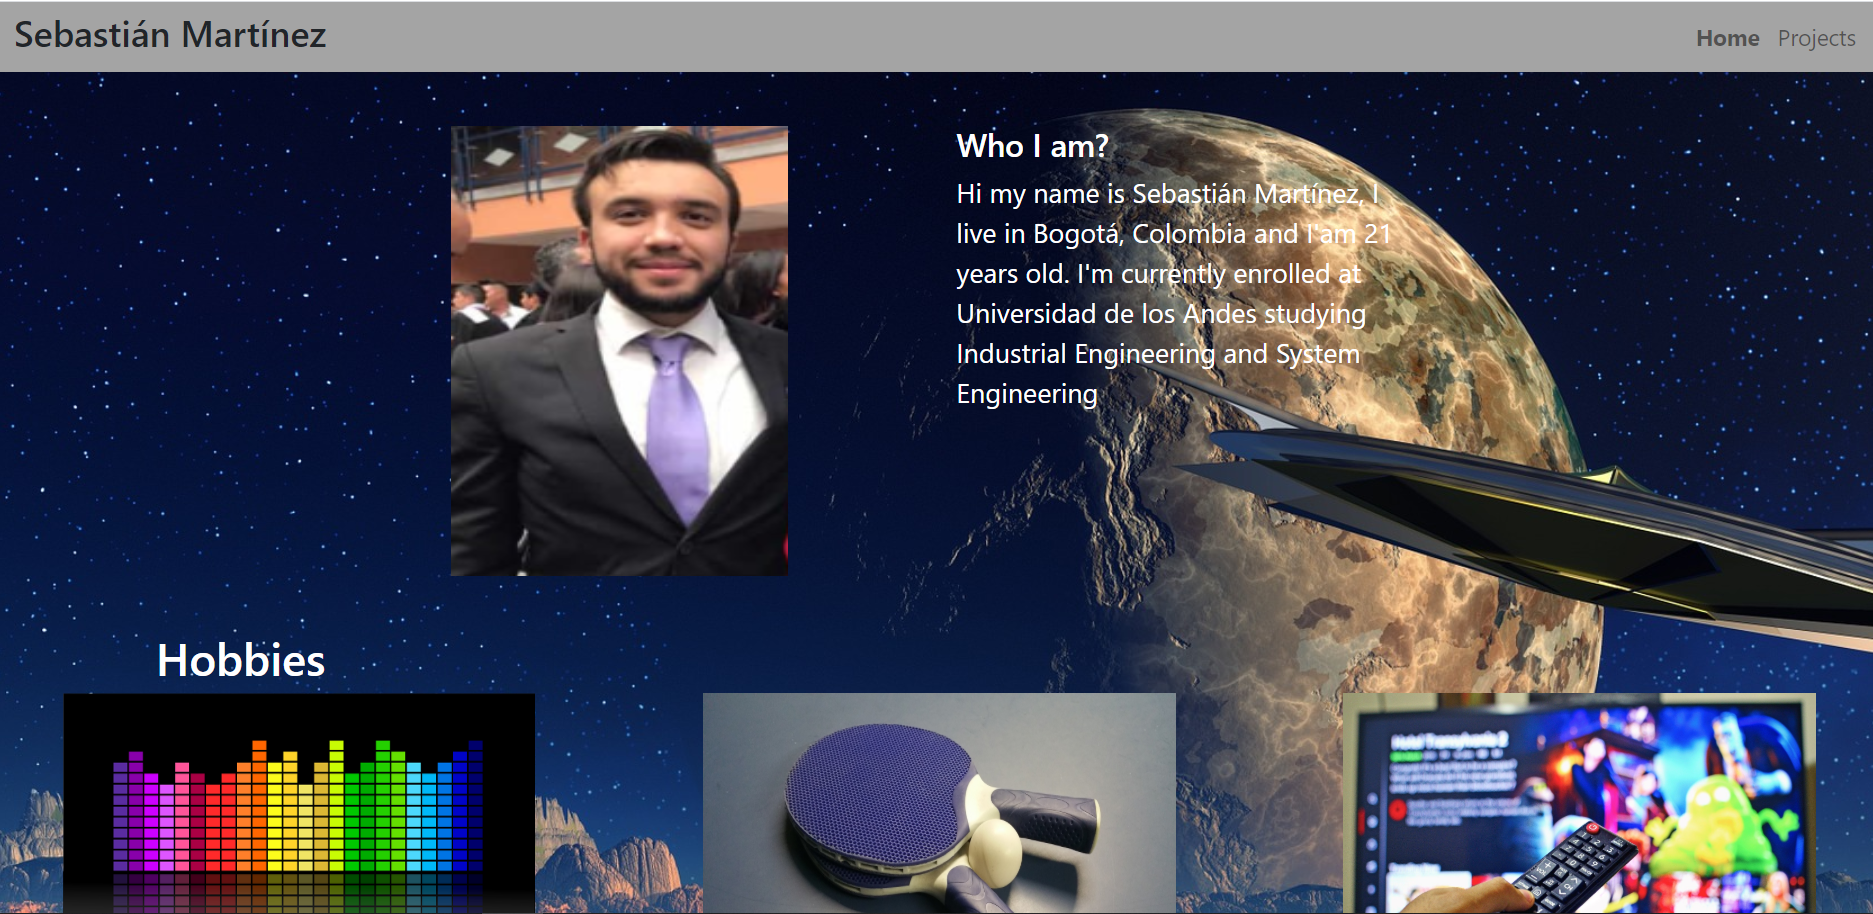 Sebastián Martínez
Home Projects
Who I am?
Hi my name is Sebastián Martínez, I
live in Bogotá, Colombia and I am 21
years old. I'm currently enrolled at
Universidad de los Andes studying
Industrial Engineering and System
Engineering
Hobbies
Hotel Transylvania 2